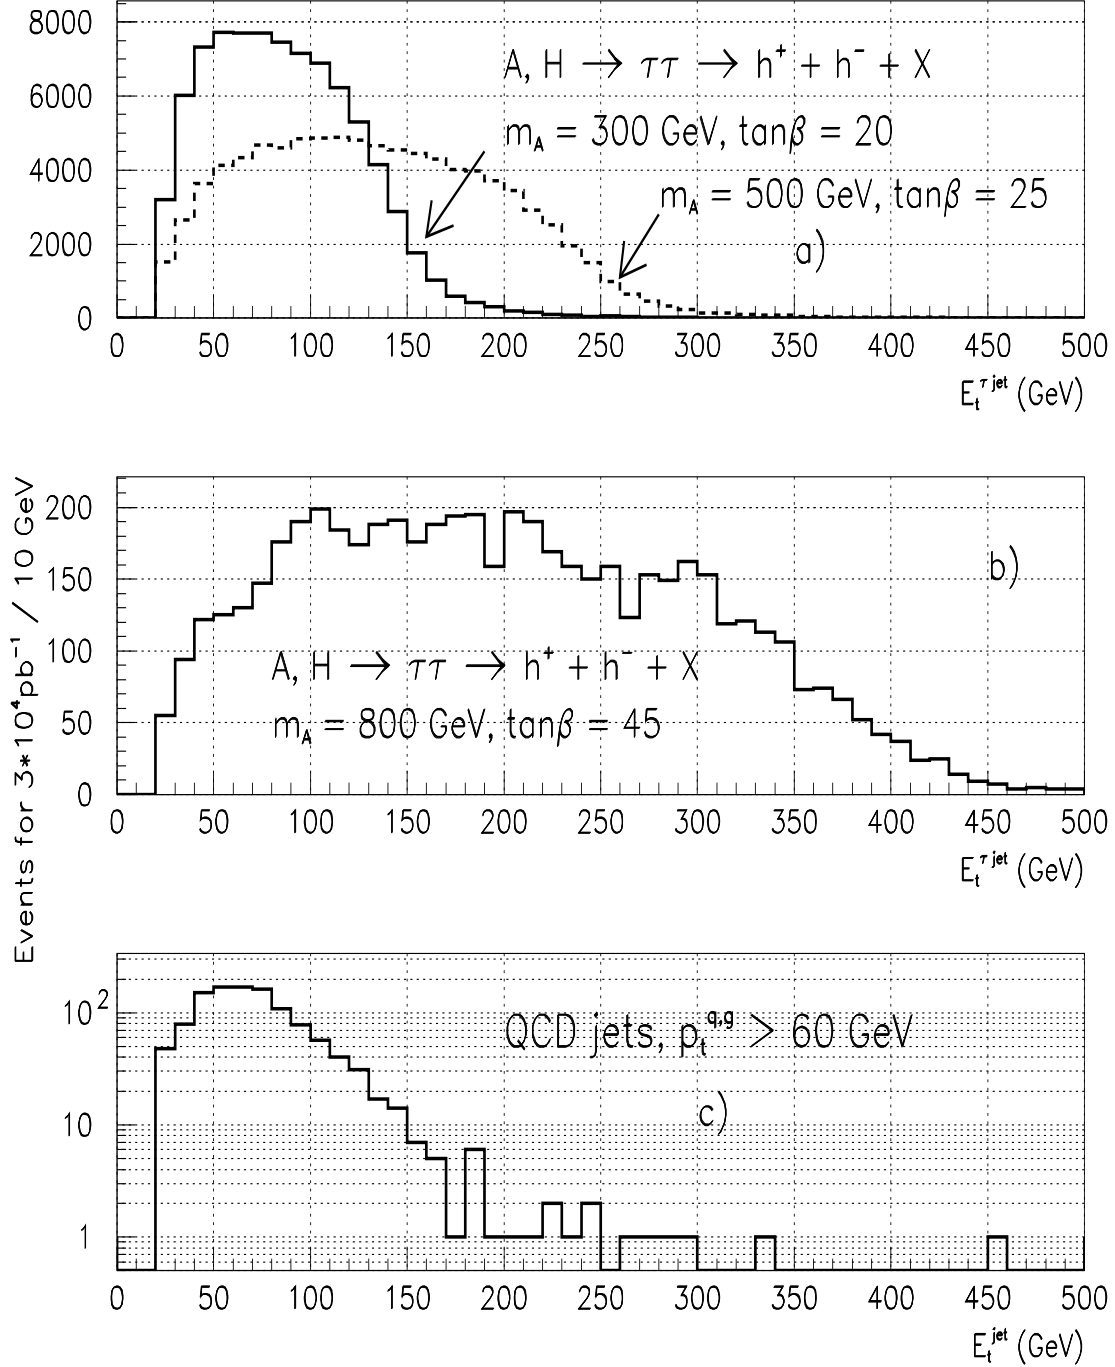 8000
6000
4000
2000
0
A, H → ττ → h⁺ + h⁻ + X
m_A = 300 GeV, tanβ = 20
m_A = 500 GeV, tanβ = 25
a)
0 50 100 150 200 250 300 350 400 450 500
E_t^τ jet (GeV)
Events for 3*10⁴pb⁻¹ / 10 GeV
200
150
100
50
0
b)
A, H → ττ → h⁺ + h⁻ + X
m_A = 800 GeV, tanβ = 45
0 50 100 150 200 250 300 350 400 450 500
E_t^τ jet (GeV)
10²
10
1
QCD jets, p_t^q,g > 60 GeV
c)
0 50 100 150 200 250 300 350 400 450 500
E_t^jet (GeV)